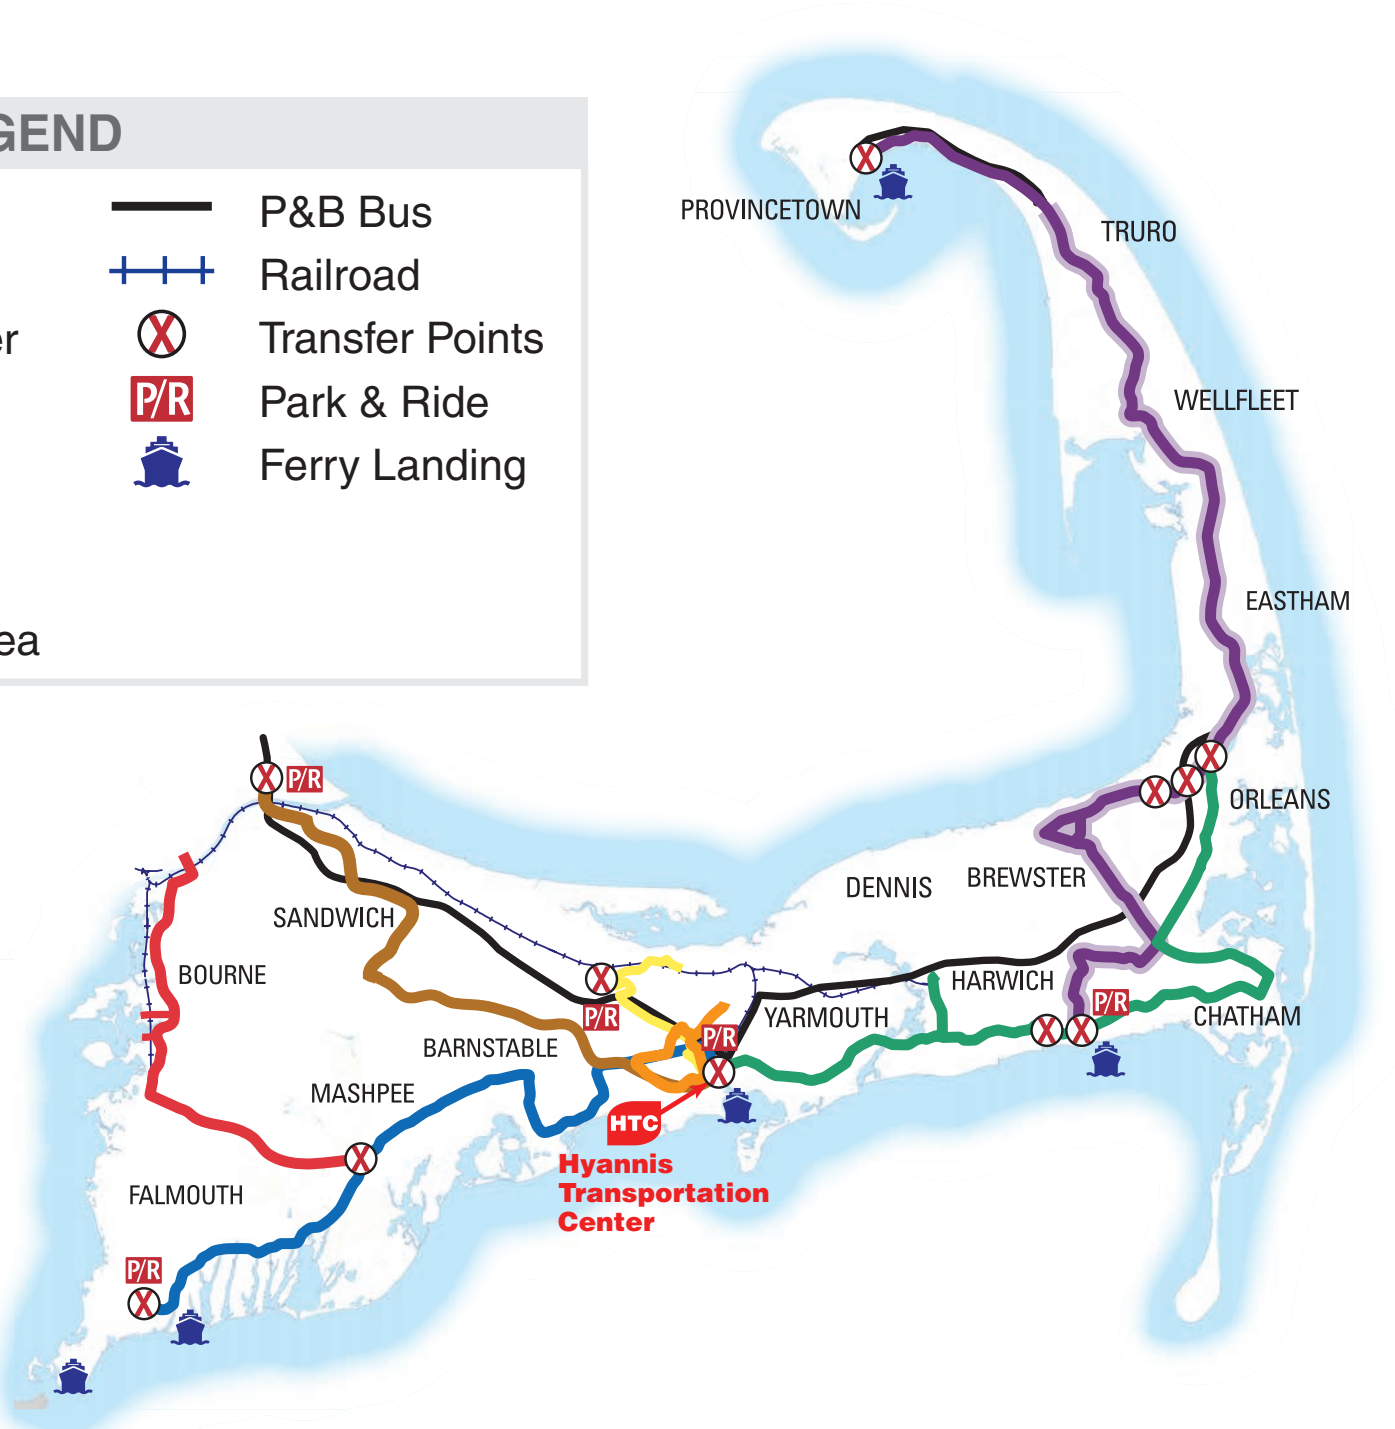 GEND
P&B Bus
Railroad
er
X
Transfer Points
P/R
Park & Ride
Ferry Landing
ea
X
PROVINCETOWN
TRURO
WELLFLEET
EASTHAM
X
X
X
ORLEANS
X P/R
BREWSTER
DENNIS
SANDWICH
BOURNE
X
P/R
HARWICH
P/R
CHATHAM
YARMOUTH
X
X
BARNSTABLE
P/R
X
MASHPEE
HTC
Hyannis
Transportation
Center
X
FALMOUTH
P/R
X